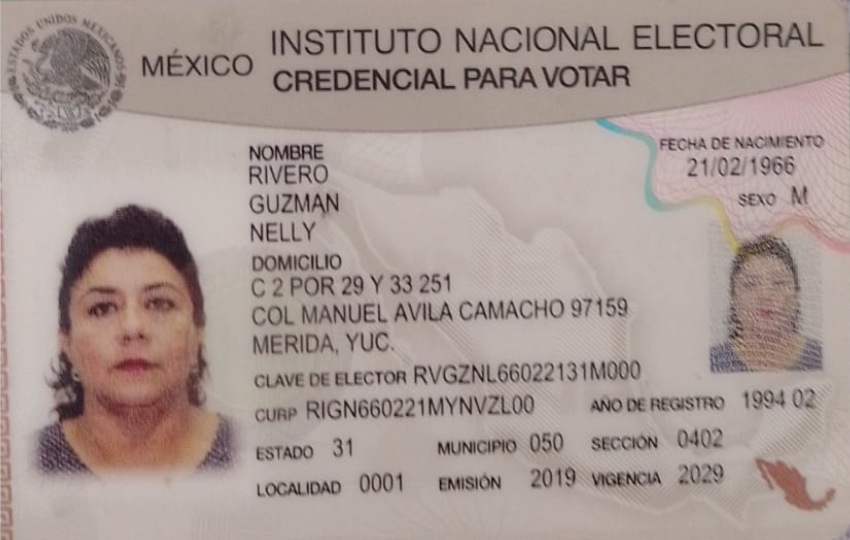 ESTADOS UNIDOS MEXICANOS
MÉXICO
INSTITUTO NACIONAL ELECTORAL
CREDENCIAL PARA VOTAR
NOMBRE
RIVERO
GUZMAN
NELLY
FECHA DE NACIMIENTO
21/02/1966
SEXO M
DOMICILIO
C 2 POR 29 Y 33 251
COL MANUEL AVILA CAMACHO 97159
MERIDA, YUC.
CLAVE DE ELECTOR RVGZNL66022131M000
CURP RIGN660221MYNVZL00 AÑO DE REGISTRO 1994 02
ESTADO 31 MUNICIPIO 050 SECCIÓN 0402
LOCALIDAD 0001 EMISIÓN 2019 VIGENCIA 2029